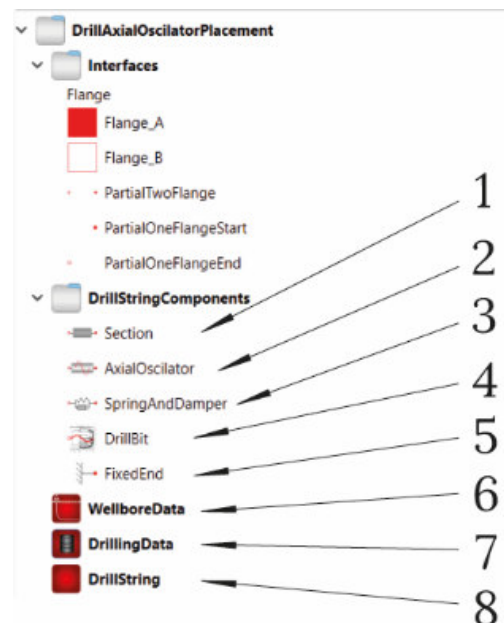 DrillAxialOscilatorPlacement
Interfaces
Flange
Flange_A
Flange_B
PartialTwoFlange
PartialOneFlangeStart
PartialOneFlangeEnd
DrillStringComponents
Section 1
AxialOscilator 2
SpringAndDamper 3
DrillBit 4
FixedEnd 5
WellboreData 6
DrillingData 7
DrillString 8